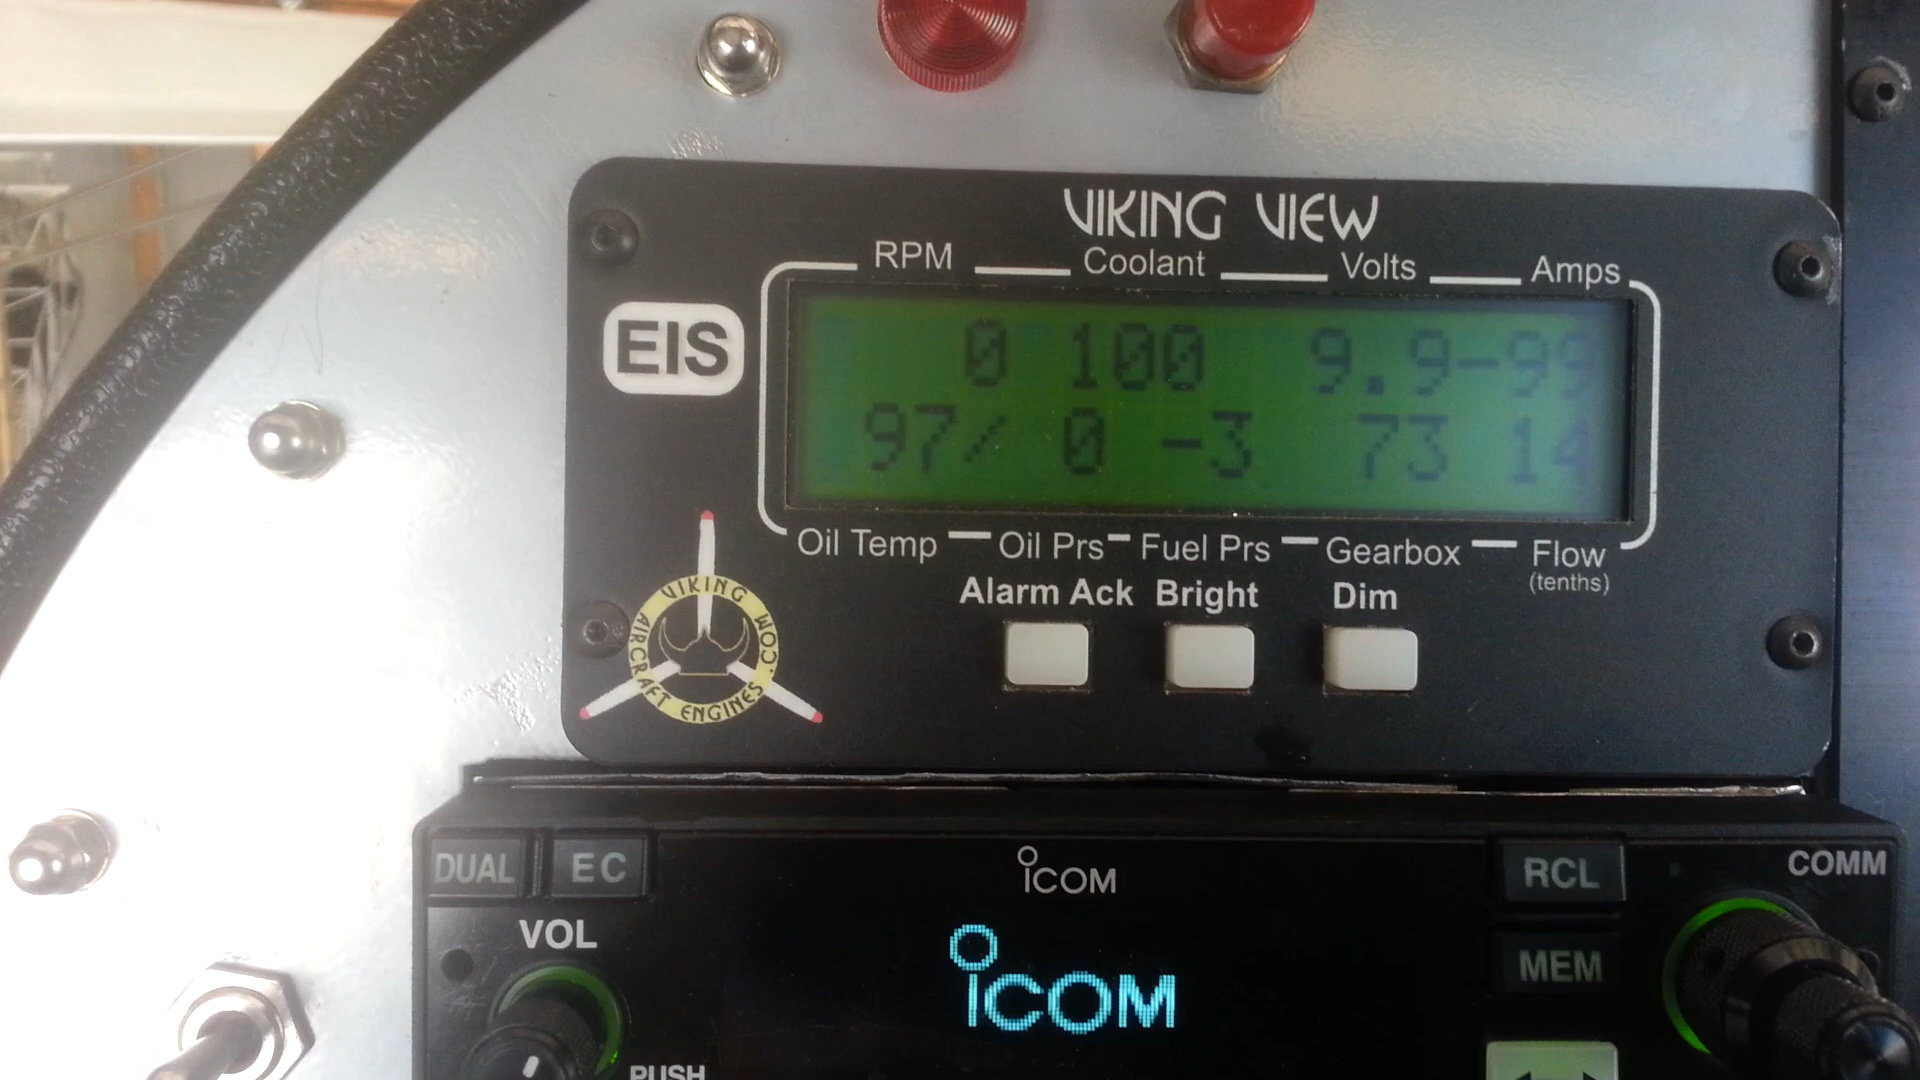 VIKING VIEW
RPM Coolant Volts Amps
EIS
0 100 9.9-99
97/ 0 -3 73 14
Oil Temp Oil Prs Fuel Prs Gearbox Flow
(tenths)
Alarm Ack Bright Dim
VIKING AIRCRAFT ENGINES.COM
DUAL EC
ICOM
RCL
COMM
VOL
ICOM
MEM
PUSH